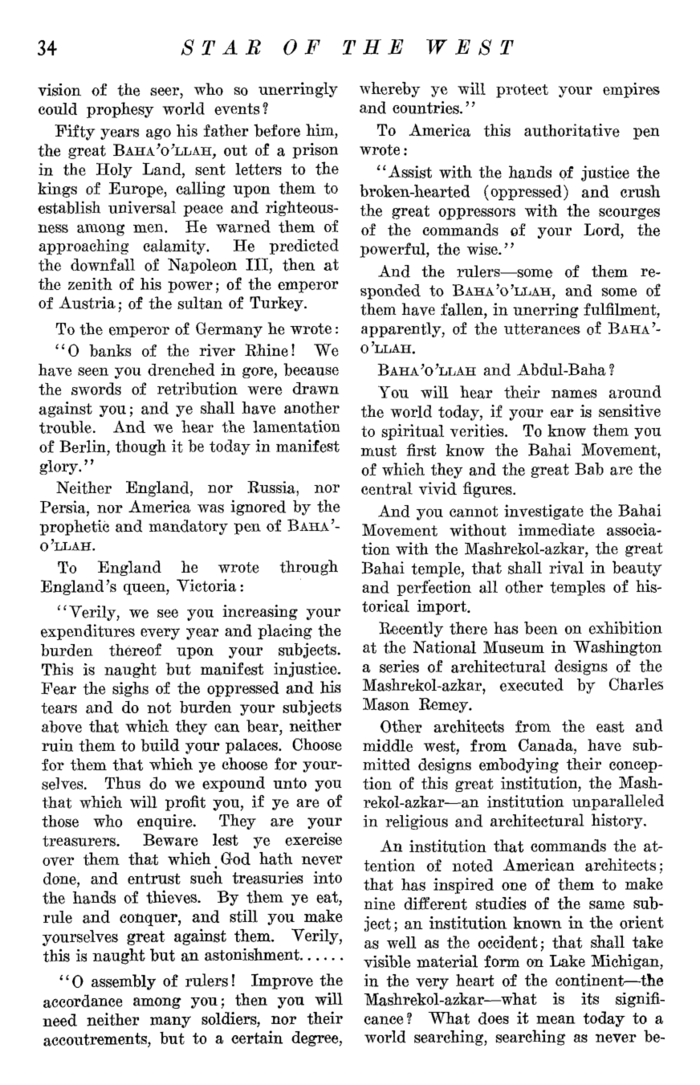 34 STAR OF THE WEST
vision of the seer, who so unerringly
could prophesy world events?
Fifty years ago his father before him,
the great BAHA'O'LLAH, out of a prison
in the Holy Land, sent letters to the
kings of Europe, calling upon them to
establish universal peace and righteous-
ness among men. He warned them of
approaching calamity. He predicted
the downfall of Napoleon III, then at
the zenith of his power; of the emperor
of Austria; of the sultan of Turkey.
To the emperor of Germany he wrote:
"O banks of the river Rhine! We
have seen you drenched in gore, because
the swords of retribution were drawn
against you; and ye shall have another
trouble. And we hear the lamentation
of Berlin, though it be today in manifest
glory."
Neither England, nor Russia, nor
Persia, nor America was ignored by the
prophetic and mandatory pen of BAHA'-
O'LLAH.
To England he wrote through
England's queen, Victoria:
"Verily, we see you increasing your
expenditures every year and placing the
burden thereof upon your subjects.
This is naught but manifest injustice.
Fear the sighs of the oppressed and his
tears and do not burden your subjects
above that which they can bear, neither
ruin them to build your palaces. Choose
for them that which ye choose for your-
selves. Thus do we expound unto you
that which will profit you, if ye are of
those who enquire. They are your
treasurers. Beware lest ye exercise
over them that which God hath never
done, and entrust such treasuries into
the hands of thieves. By them ye eat,
rule and conquer, and still you make
yourselves great against them. Verily,
this is naught but an astonishment......
"O assembly of rulers! Improve the
accordance among you; then you will
need neither many soldiers, nor their
accoutrements, but to a certain degree,
whereby ye will protect your empires
and countries."
To America this authoritative pen
wrote:
"Assist with the hands of justice the
broken-hearted (oppressed) and crush
the great oppressors with the scourges
of the commands of your Lord, the
powerful, the wise."
And the rulers—some of them re-
sponded to BAHA'O'LLAH, and some of
them have fallen, in unerring fulfilment,
apparently, of the utterances of BAHA'-
O'LLAH.
BAHA'O'LLAH and Abdul-Baha?
You will hear their names around
the world today, if your ear is sensitive
to spiritual verities. To know them you
must first know the Bahai Movement,
of which they and the great Bab are the
central vivid figures.
And you cannot investigate the Bahai
Movement without immediate associa-
tion with the Mashrekol-azkar, the great
Bahai temple, that shall rival in beauty
and perfection all other temples of his-
torical import.
Recently there has been on exhibition
at the National Museum in Washington
a series of architectural designs of the
Mashrekol-azkar, executed by Charles
Mason Remey.
Other architects from the east and
middle west, from Canada, have sub-
mitted designs embodying their concep-
tion of this great institution, the Mash-
rekol-azkar—an institution unparalleled
in religious and architectural history.
An institution that commands the at-
tention of noted American architects;
that has inspired one of them to make
nine different studies of the same sub-
ject; an institution known in the orient
as well as the occident; that shall take
visible material form on Lake Michigan,
in the very heart of the continent—the
Mashrekol-azkar—what is its signifi-
cance? What does it mean today to a
world searching, searching as never be-